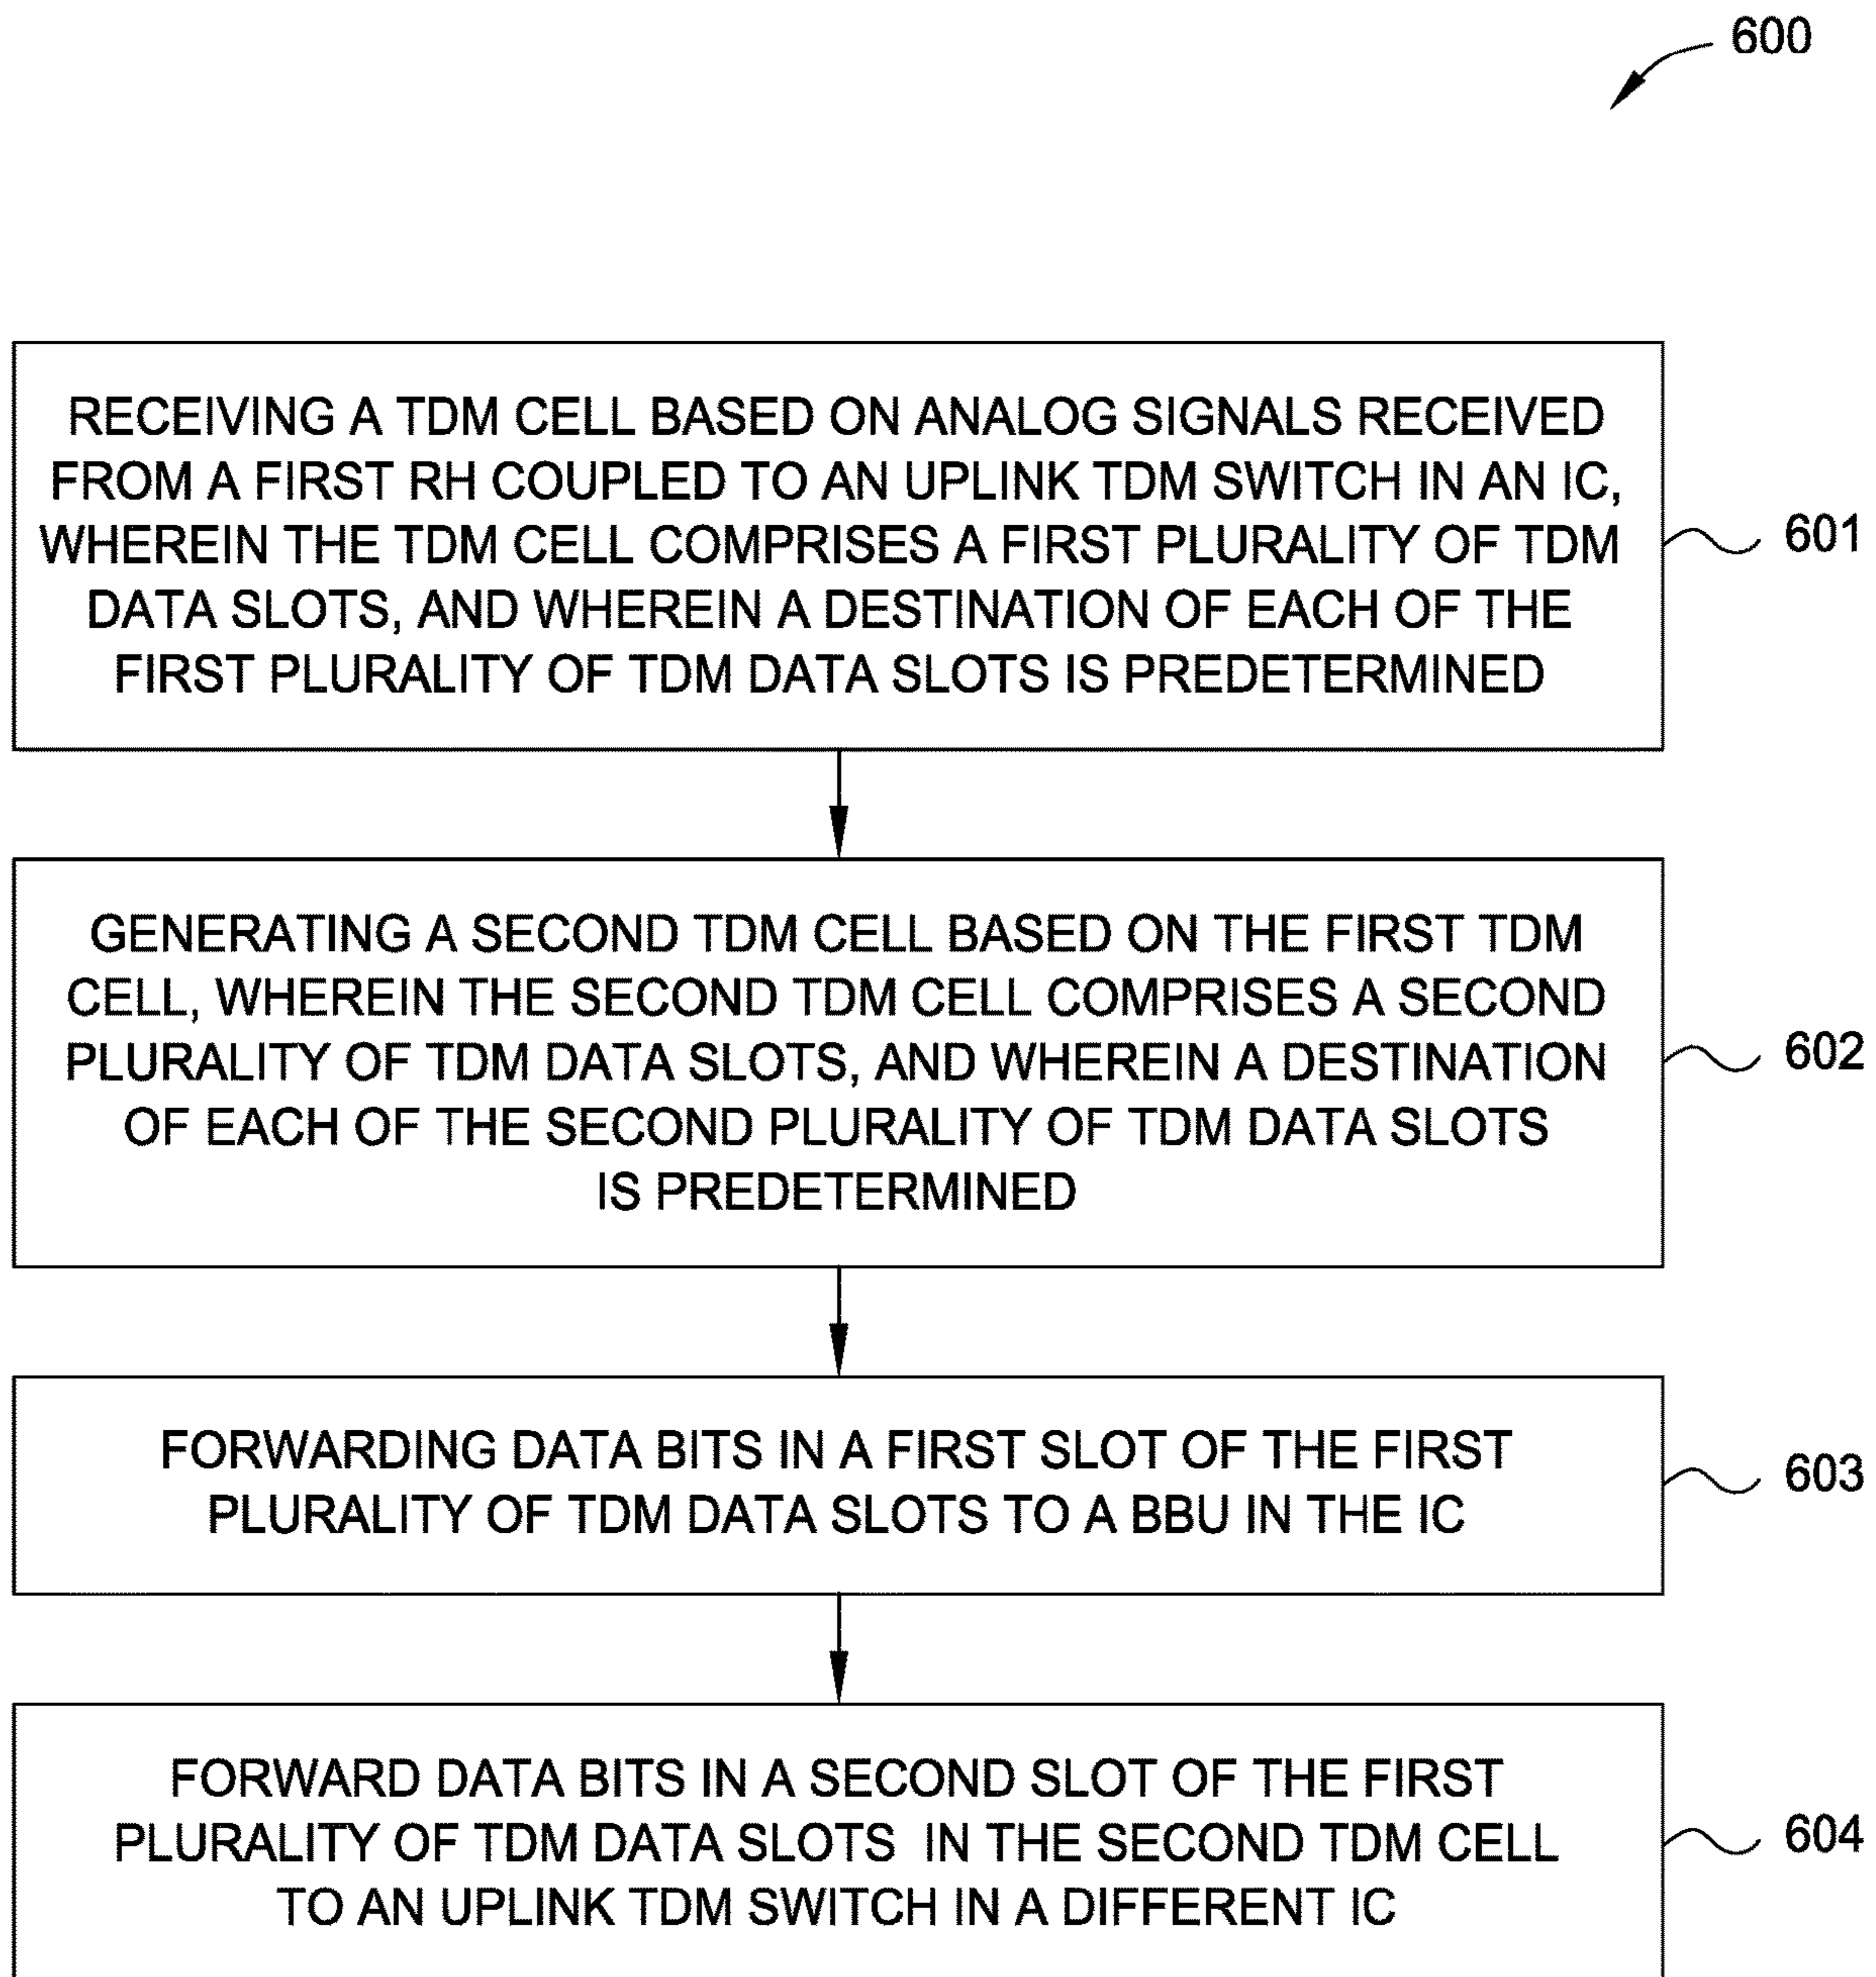 600
RECEIVING A TDM CELL BASED ON ANALOG SIGNALS RECEIVED
FROM A FIRST RH COUPLED TO AN UPLINK TDM SWITCH IN AN IC,
WHEREIN THE TDM CELL COMPRISES A FIRST PLURALITY OF TDM
DATA SLOTS, AND WHEREIN A DESTINATION OF EACH OF THE
FIRST PLURALITY OF TDM DATA SLOTS IS PREDETERMINED
601
GENERATING A SECOND TDM CELL BASED ON THE FIRST TDM
CELL, WHEREIN THE SECOND TDM CELL COMPRISES A SECOND
PLURALITY OF TDM DATA SLOTS, AND WHEREIN A DESTINATION
OF EACH OF THE SECOND PLURALITY OF TDM DATA SLOTS
IS PREDETERMINED
602
FORWARDING DATA BITS IN A FIRST SLOT OF THE FIRST
PLURALITY OF TDM DATA SLOTS TO A BBU IN THE IC
603
FORWARD DATA BITS IN A SECOND SLOT OF THE FIRST
PLURALITY OF TDM DATA SLOTS IN THE SECOND TDM CELL
TO AN UPLINK TDM SWITCH IN A DIFFERENT IC
604